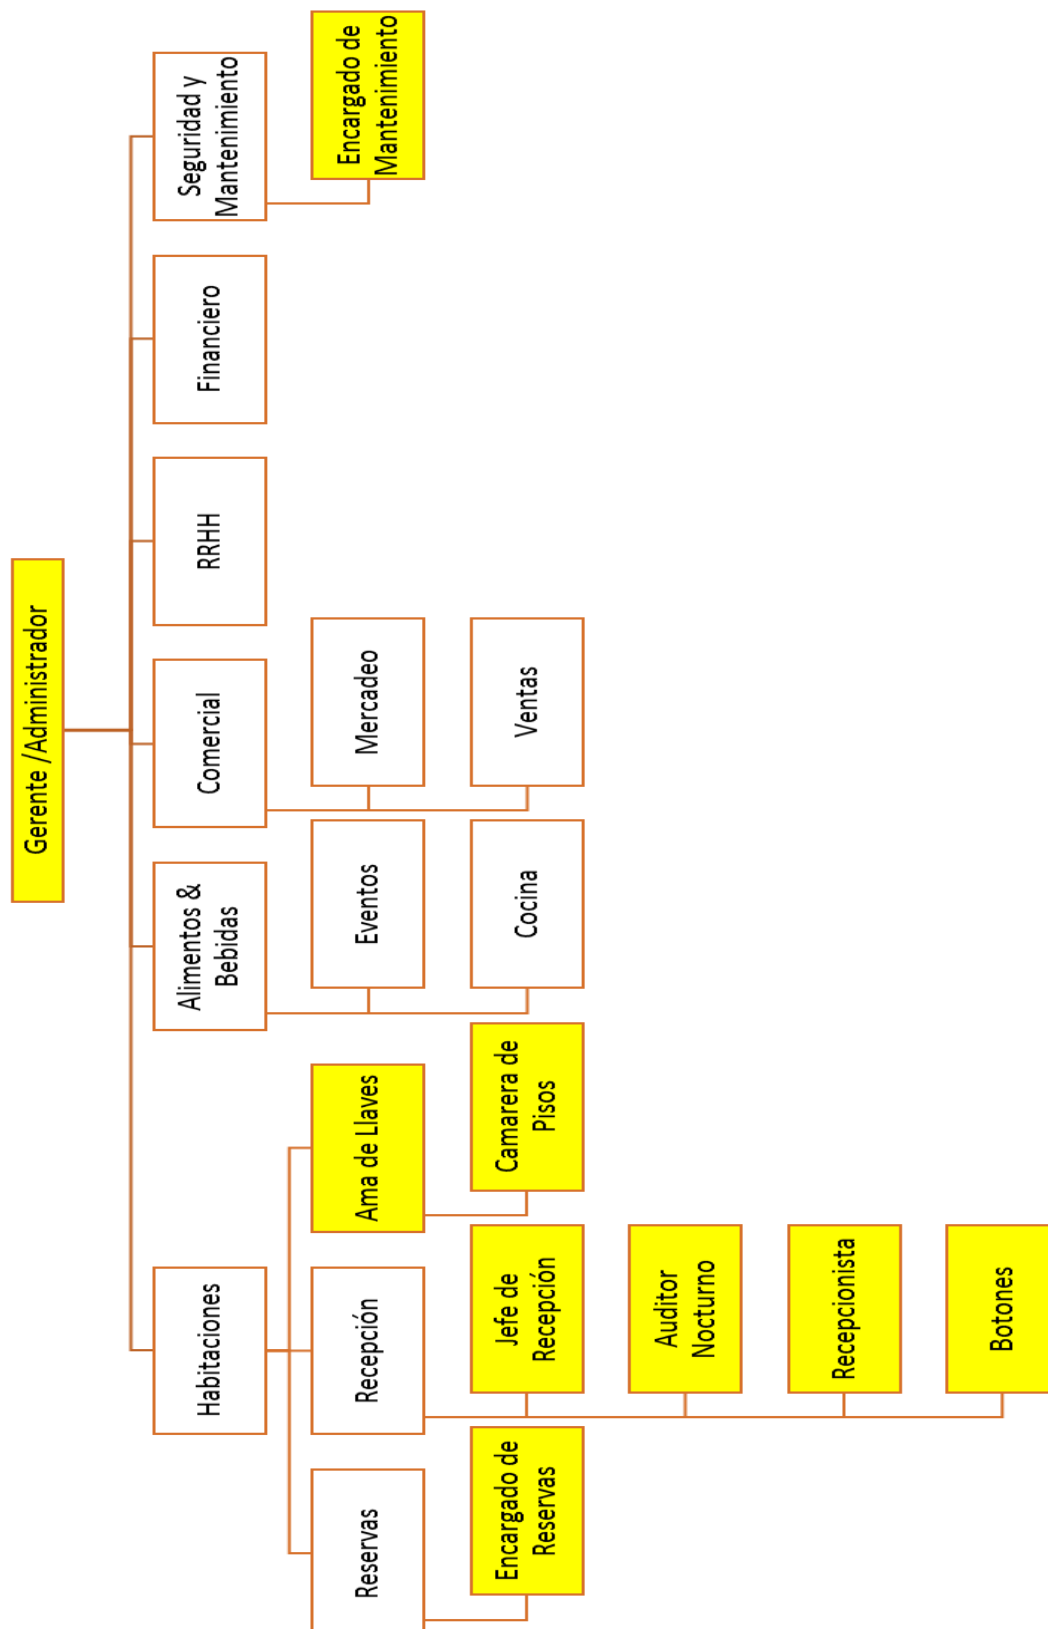 Gerente /Administrador
Habitaciones
Alimentos &
Bebidas
Comercial
RRHH
Financiero
Seguridad y
Mantenimiento
Reservas
Recepción
Ama de Llaves
Eventos
Mercadeo
Encargado de
Mantenimiento
Encargado de
Reservas
Jefe de
Recepción
Camarera de
Pisos
Cocina
Ventas
Auditor
Nocturno
Recepcionista
Botones